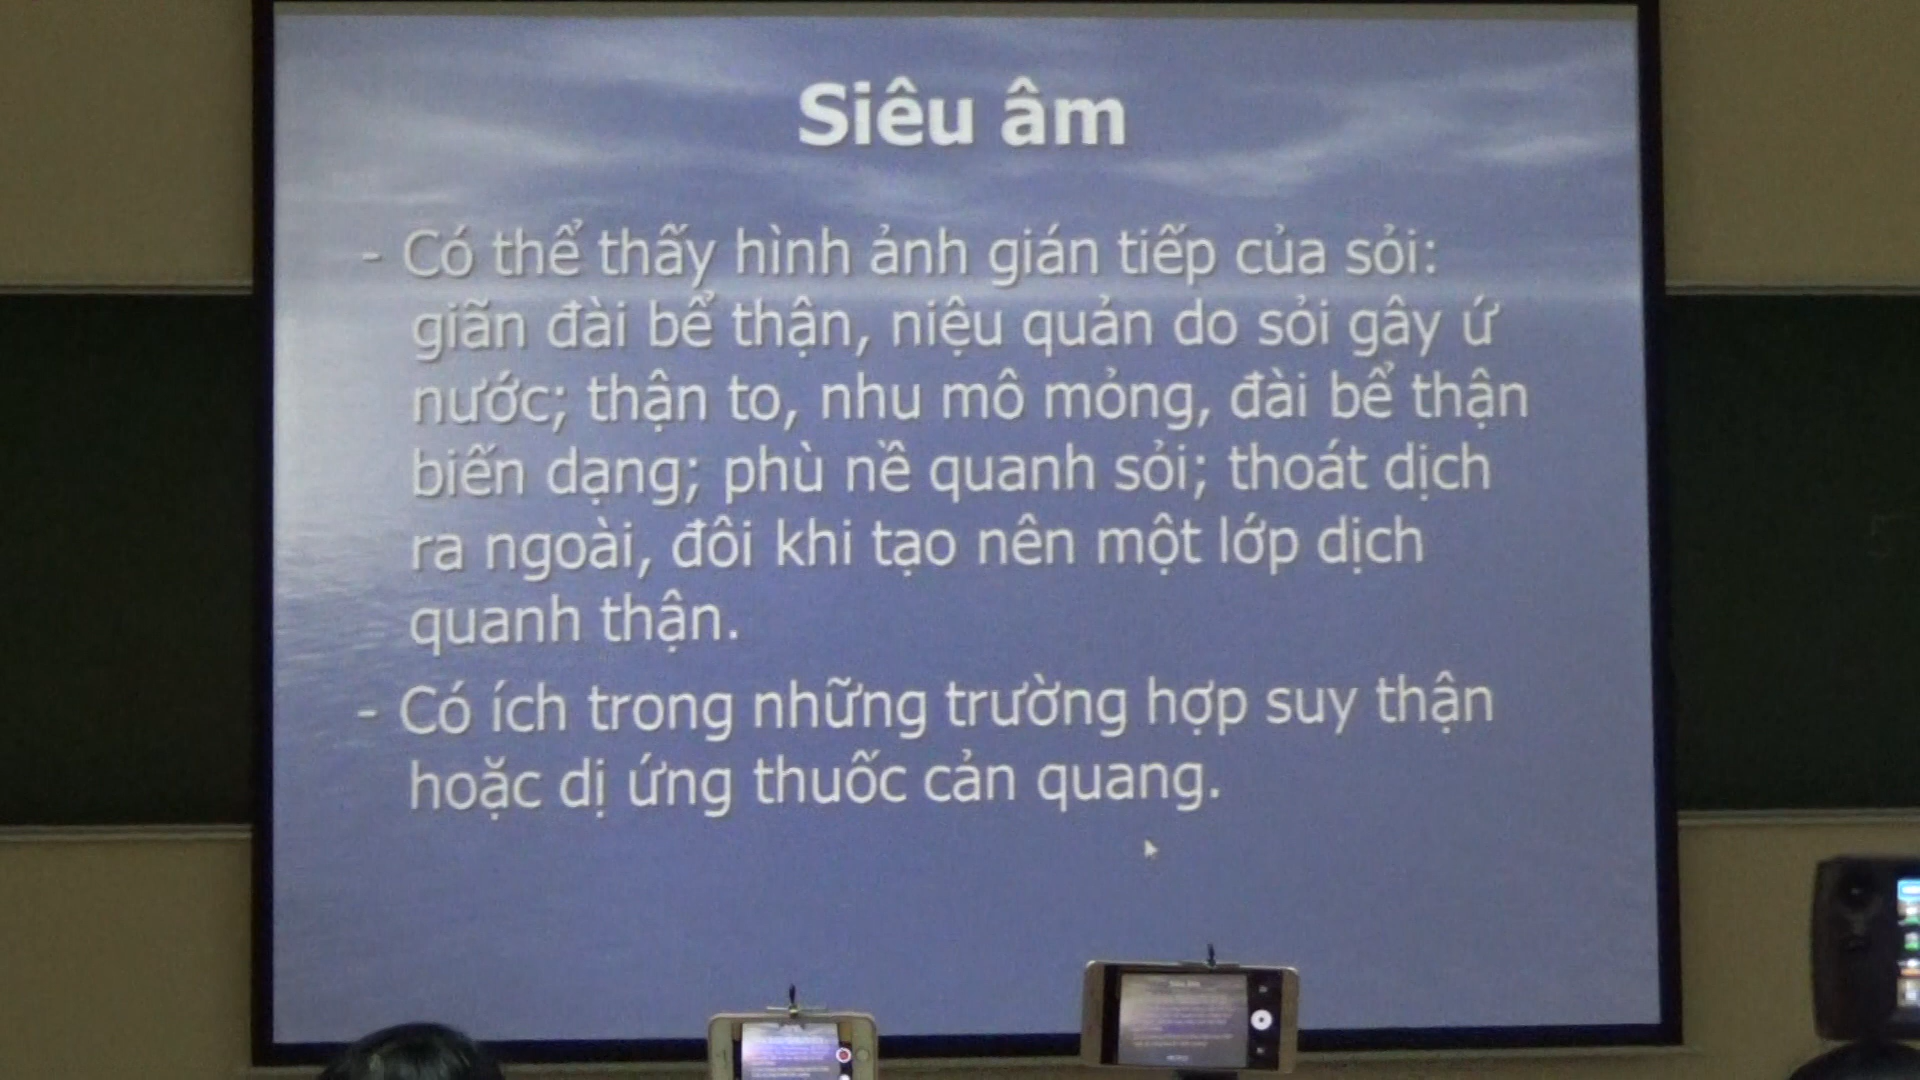 Siêu âm
- Có thể thấy hình ảnh gián tiếp của sỏi:
giãn đài bể thận, niệu quản do sỏi gây ứ
nước; thận to, nhu mô mỏng, đài bể thận
biến dạng; phù nề quanh sỏi; thoát dịch
ra ngoài, đôi khi tạo nên một lớp dịch
quanh thận.
- Có ích trong những trường hợp suy thận
hoặc dị ứng thuốc cản quang.